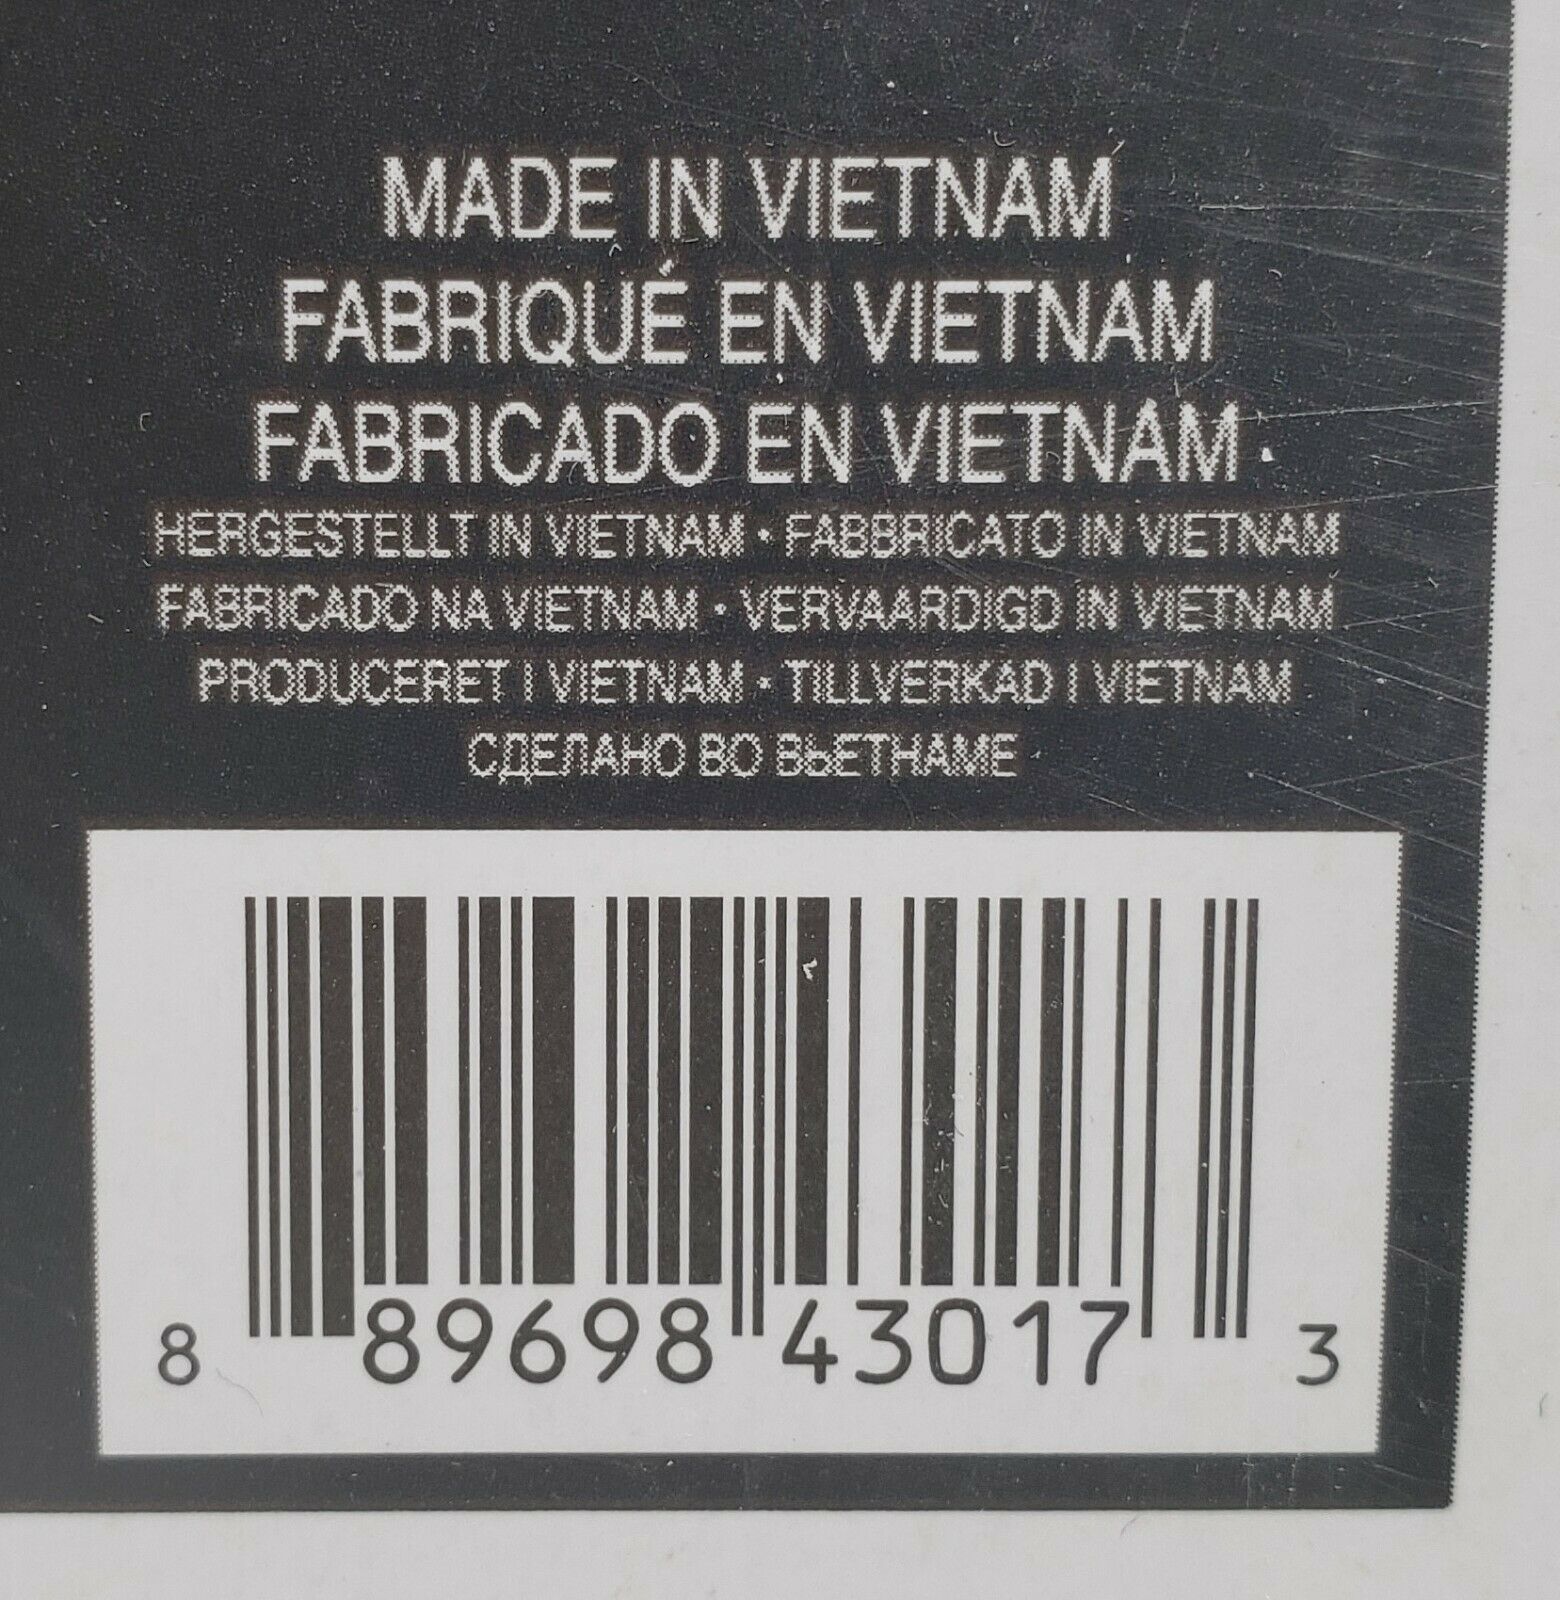 MADE IN VIETNAM
FABRIQUÉ EN VIETNAM
FABRICADO EN VIETNAM
HERGESTELLT IN VIETNAM • FABBRICATO IN VIETNAM
FABRICADO NA VIETNAM • VERVAARDIGD IN VIETNAM
PRODUCERET I VIETNAM • TILLVERKAD I VIETNAM
СДЕЛАНО ВО ВЬЕТНАМЕ
8 89698 43017 3